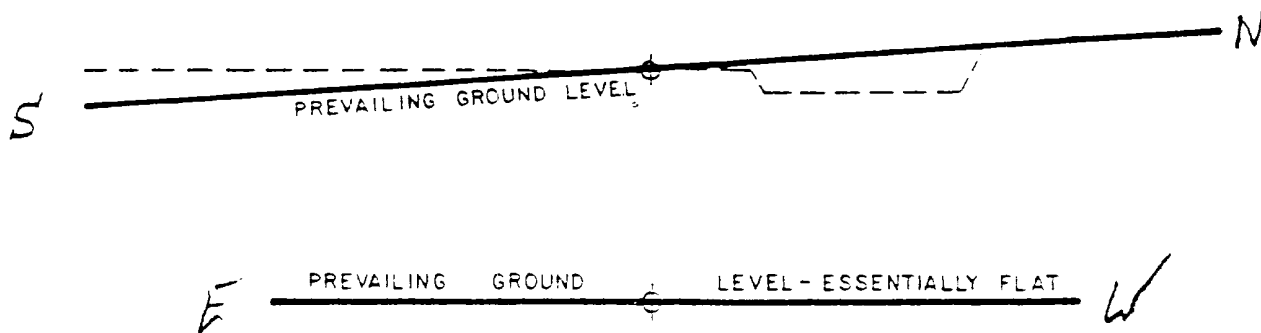 N
PREVAILING GROUND LEVEL
S
E PREVAILING GROUND LEVEL-ESSENTIALLY FLAT W